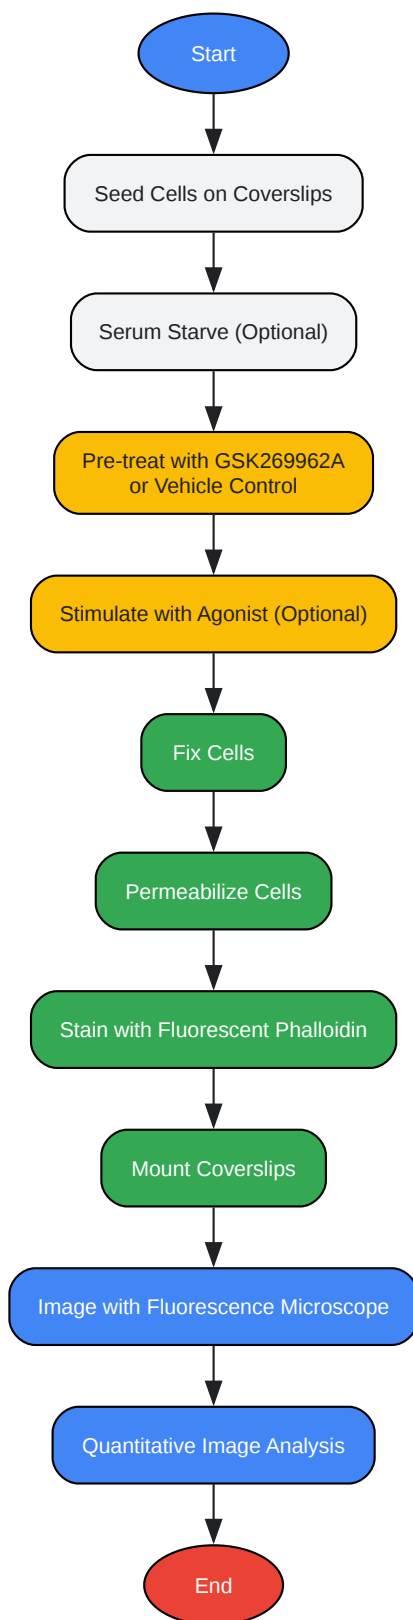 Start
Seed Cells on Coverslips
Serum Starve (Optional)
Pre-treat with GSK269962A
or Vehicle Control
Stimulate with Agonist (Optional)
Fix Cells
Permeabilize Cells
Stain with Fluorescent Phalloidin
Mount Coverslips
Image with Fluorescence Microscope
Quantitative Image Analysis
End